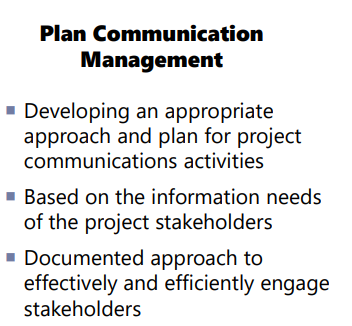 Plan Communication
Management
Developing an appropriate
approach and plan for project
communications activities
Based on the information needs
of the project stakeholders
Documented approach to
effectively and efficiently engage
stakeholders